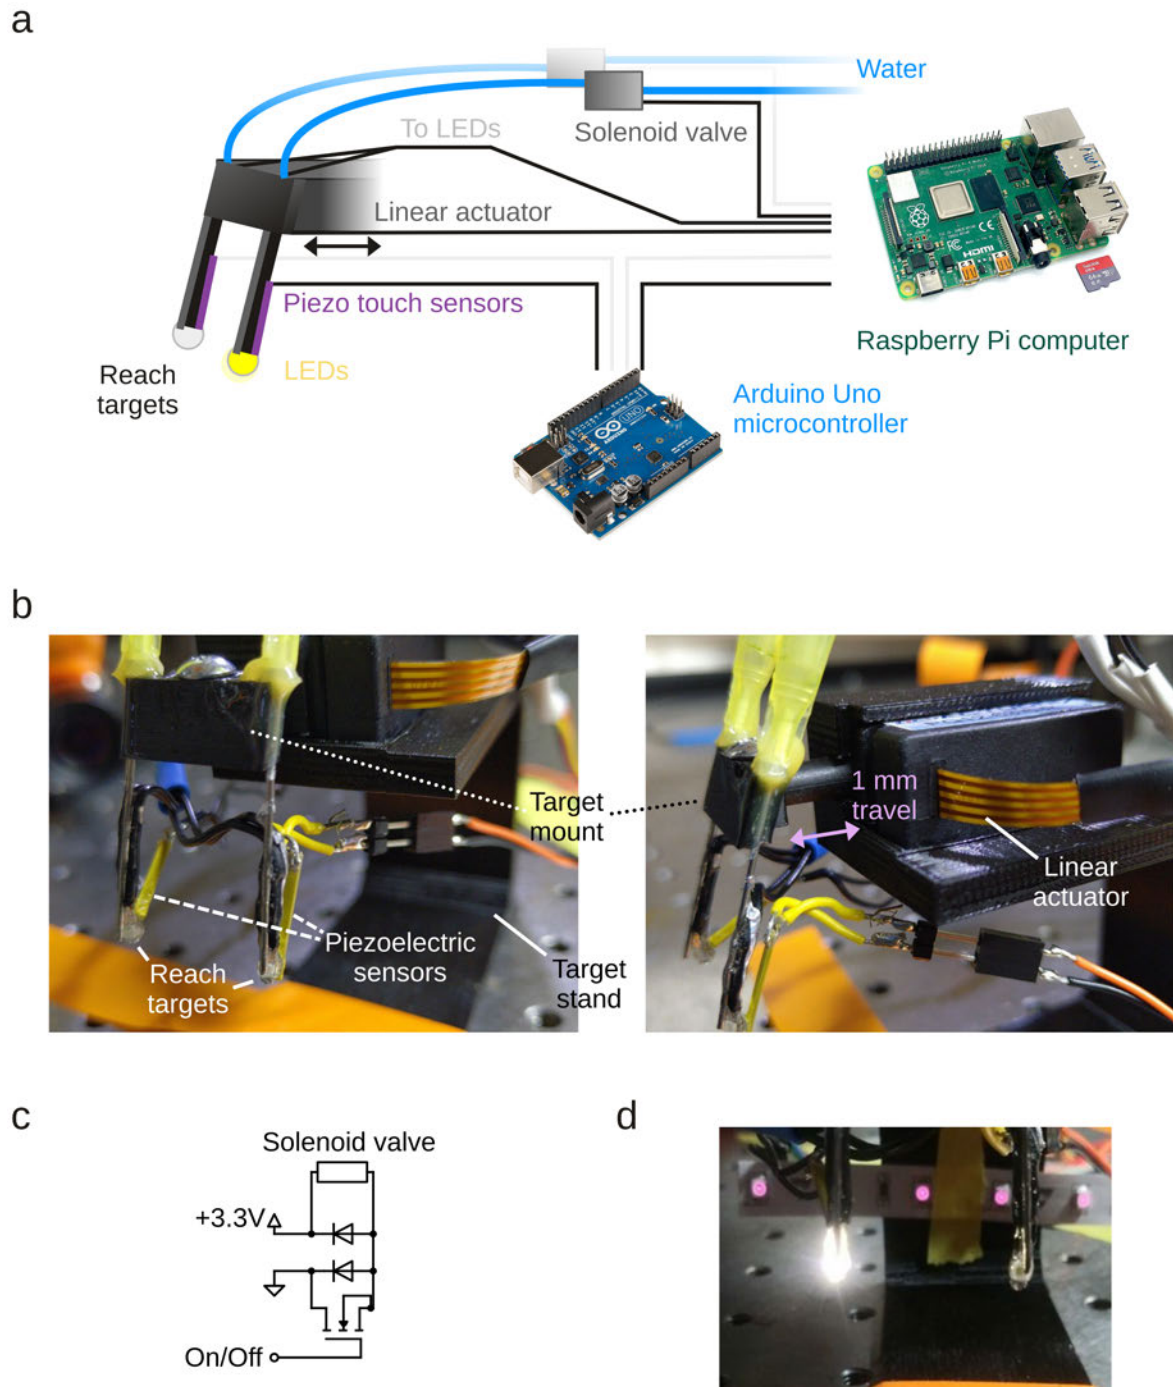 a
Water
Solenoid valve
To LEDs
Linear actuator
Piezo touch sensors
LEDs
Reach
targets
HDMI
Raspberry Pi computer
UNO
Arduino Uno
microcontroller
b
Target
mount
1 mm
travel
Linear
actuator
Piezoelectric
sensors
Reach
targets
Target
stand
c
Solenoid valve
+3.3V
On/Off
d